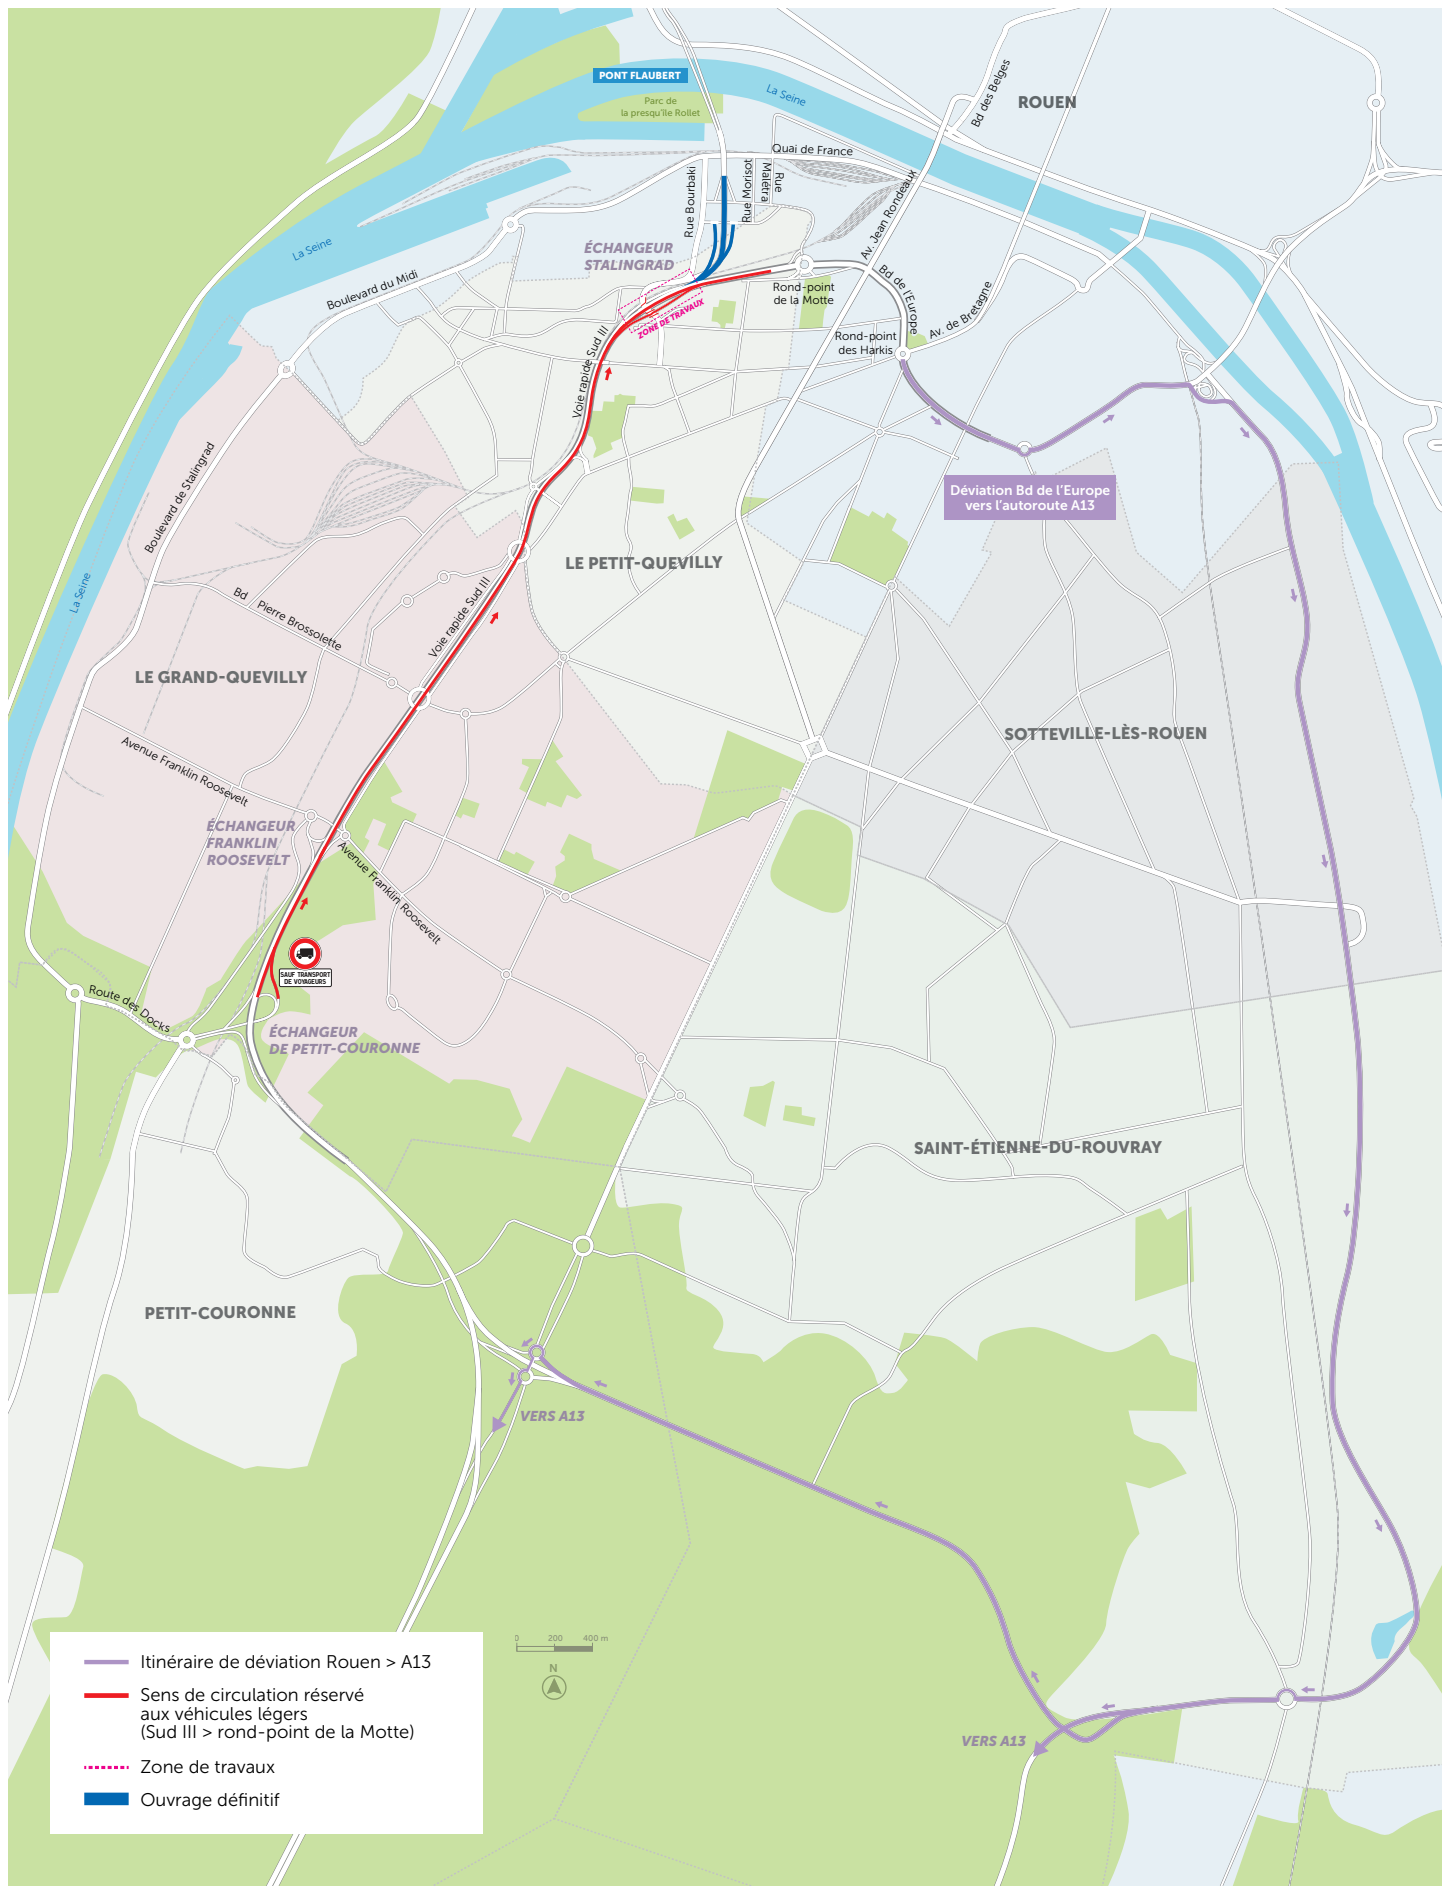 PONT FLAUBERT
Parc de
la presqu'île Rollet
La Seine
Bd des Belges
ROUEN
Quai de France
Rue Bourbaki
Rue Morisot
Rue
Malétra
Av. Jean Rondeaux
La Seine
ÉCHANGEUR
STALINGRAD
Boulevard du Midi
Rond-point
de la Motte
Bd de l'Europe
Av. de Bretagne
ZONE DE TRAVAUX
Rond-point
des Harkis
Voie rapide Sud III
Boulevard de Stalingrad
Déviation Bd de l'Europe
vers l'autoroute A13
La Seine
LE PETIT-QUEVILLY
Bd Pierre Brossolette
Voie rapide Sud III
LE GRAND-QUEVILLY
SOTTEVILLE-LÈS-ROUEN
Avenue Franklin Roosevelt
ÉCHANGEUR
FRANKLIN
ROOSEVELT
Avenue Franklin Roosevelt
SAUF TRANSPORT
DE VOYAGEURS
Route des Docks
ÉCHANGEUR
DE PETIT-COURONNE
SAINT-ÉTIENNE-DU-ROUVRAY
PETIT-COURONNE
VERS A13
0 200 400 m
N
VERS A13
Itinéraire de déviation Rouen > A13
Sens de circulation réservé
aux véhicules légers
(Sud III > rond-point de la Motte)
Zone de travaux
Ouvrage définitif